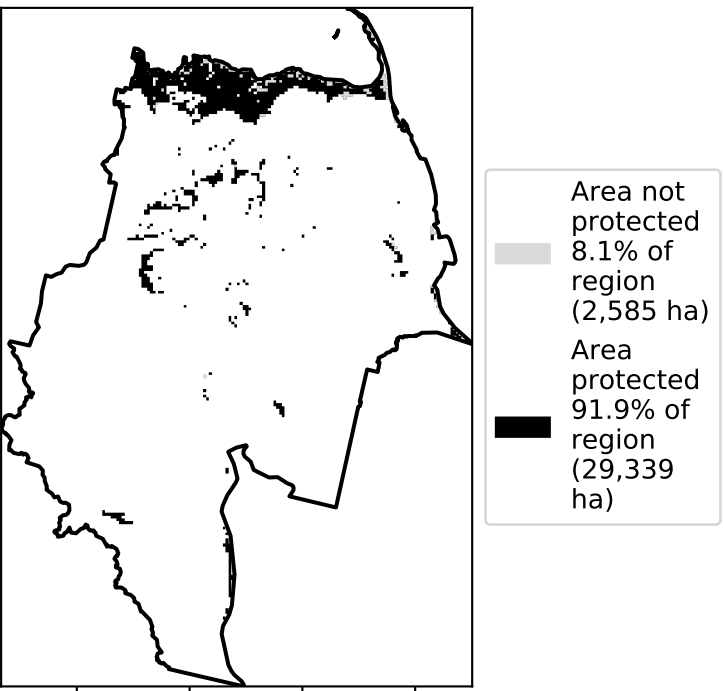 Area not
protected
8.1% of
region
(2,585 ha)
Area
protected
91.9% of
region
(29,339
ha)